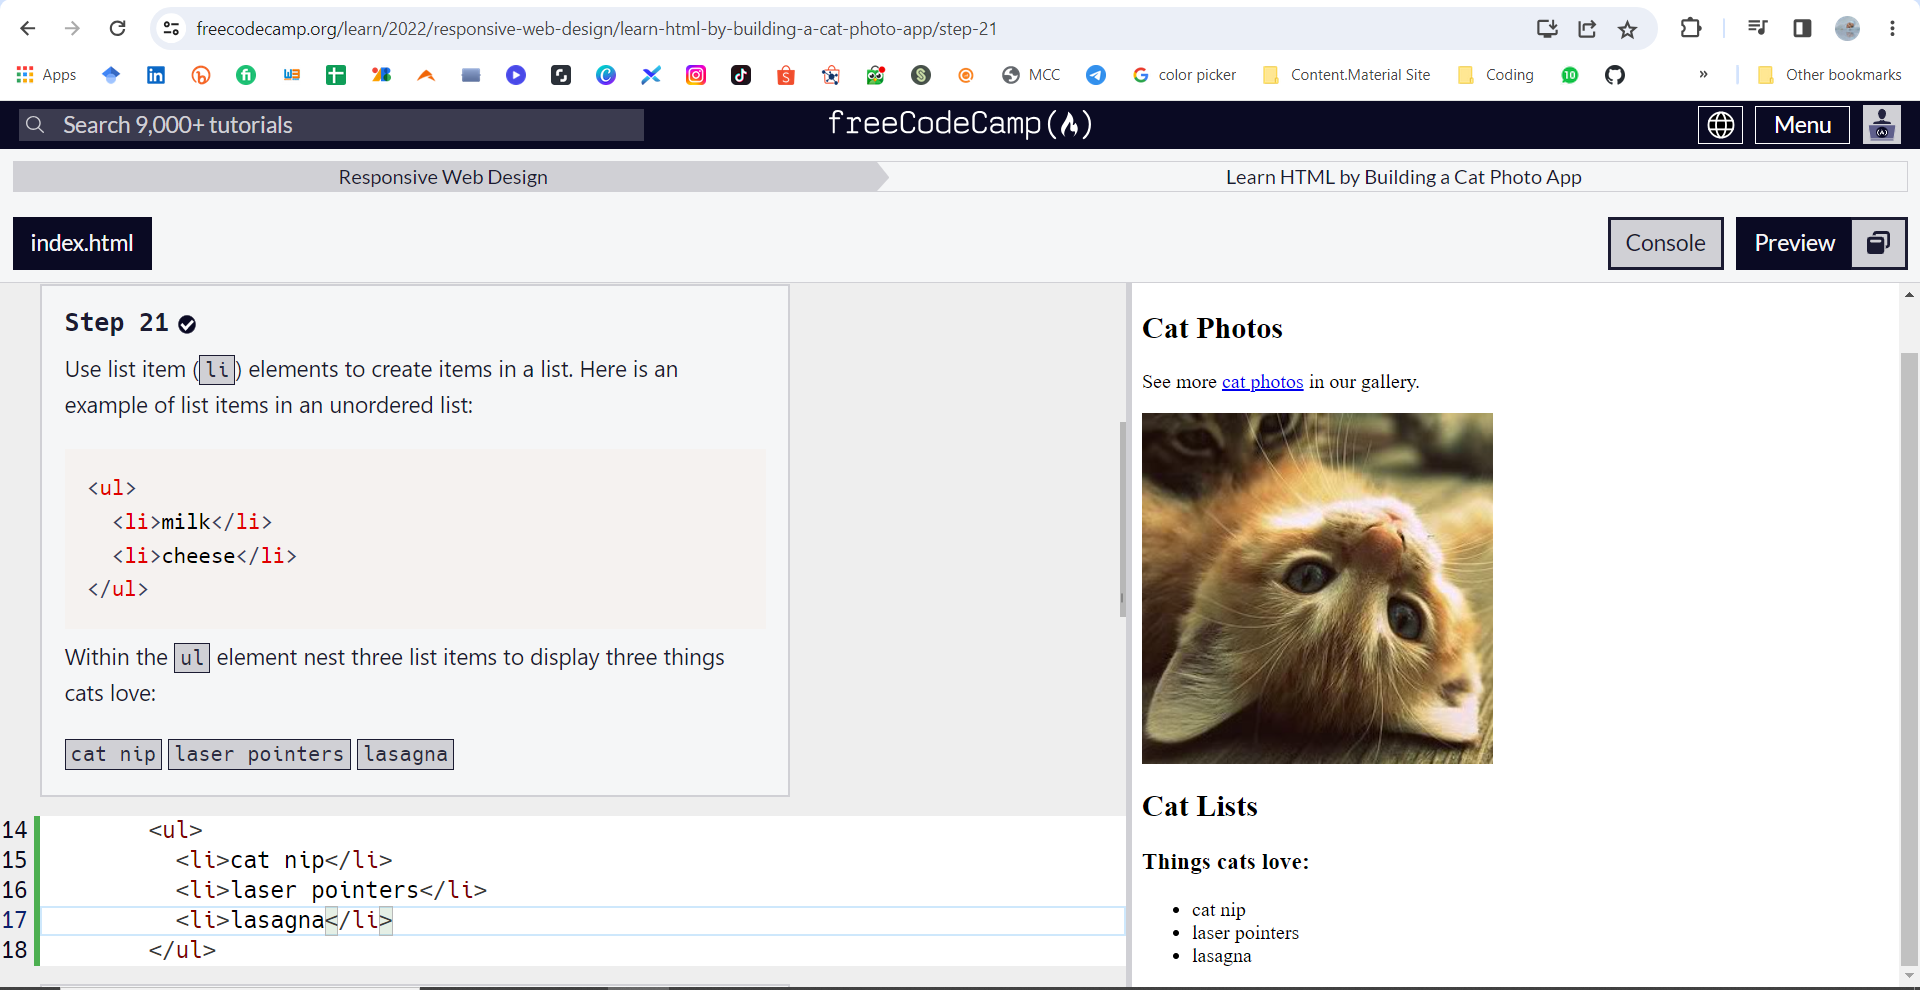 freecodecamp.org/learn/2022/responsive-web-design/learn-html-by-building-a-cat-photo-app/step-21
Apps
MCC
color picker
Content.Material Site
Coding
10
»
Other bookmarks
Search 9,000+ tutorials
freeCodeCamp
Menu
Responsive Web Design
Learn HTML by Building a Cat Photo App
index.html
Console
Preview
Step 21
Use list item (li) elements to create items in a list. Here is an
example of list items in an unordered list:
<ul>
<li>milk</li>
<li>cheese</li>
</ul>
Within the ul element nest three list items to display three things
cats love:
cat nip laser pointers lasagna
14 <ul>
15 <li>cat nip</li>
16 <li>laser pointers</li>
17 <li>lasagna</li>
18 </ul>
Cat Photos
See more cat photos in our gallery.
Cat Lists
Things cats love:
• cat nip
• laser pointers
• lasagna